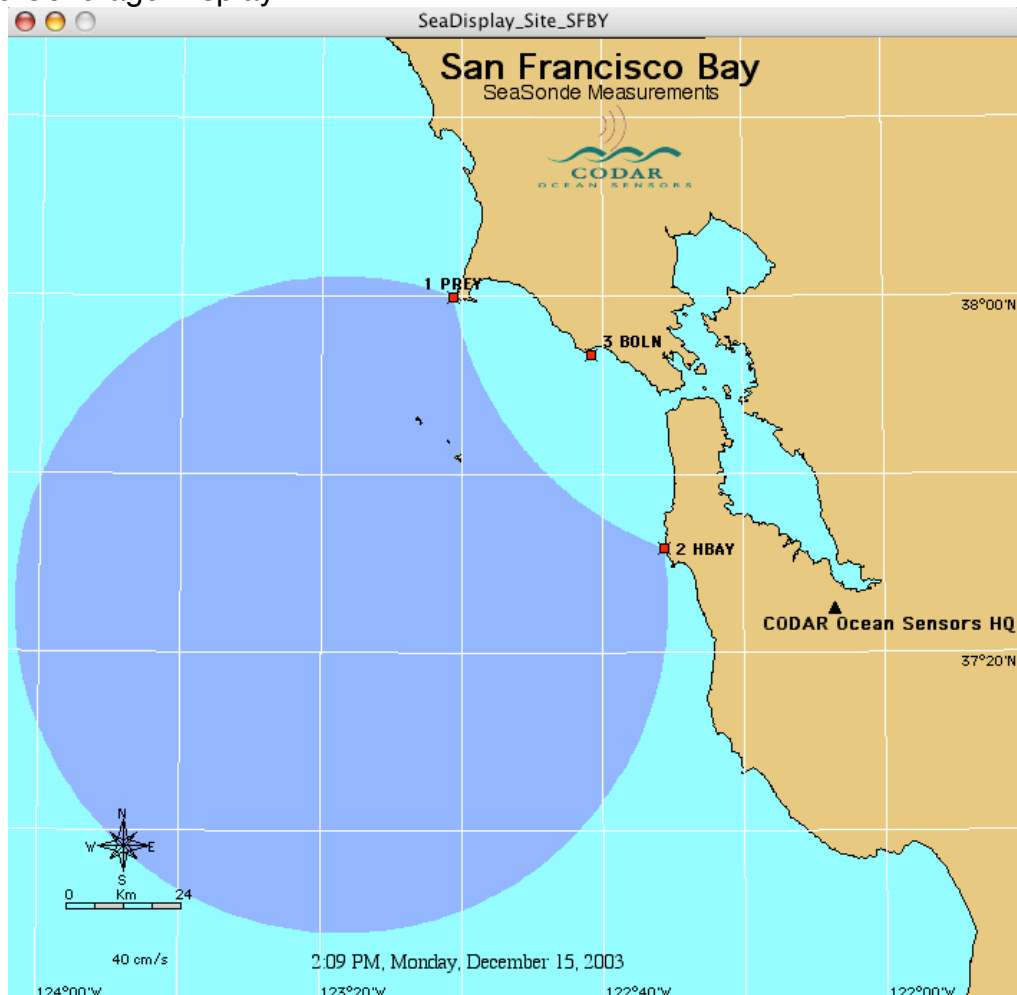 SeaDisplay_Site_SFBY
San Francisco Bay
SeaSonde Measurements
CODAR
OCEAN SENSORS
1 PREY
38°00'N
3 BOLN
2 HBAY
CODAR Ocean Sensors HQ
37°20'N
N
W E
S
0 Km 24
40 cm/s
2:09 PM, Monday, December 15, 2003
124°00'W 123°20'W 122°40'W 122°00'W